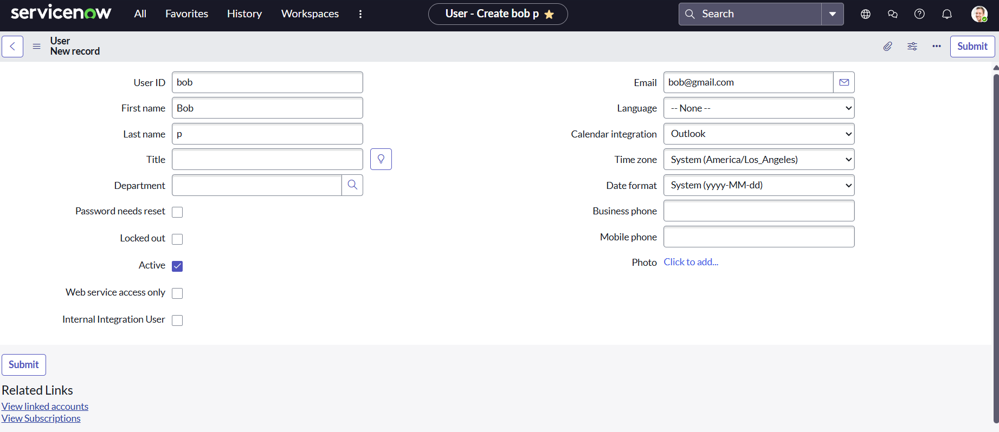 servicenow
All Favorites History Workspaces
User - Create bob p
Search
User
New record
Submit
User ID bob
First name Bob
Last name p
Title
Department
Password needs reset
Locked out
Active
Web service access only
Internal Integration User
Email bob@gmail.com
Language -- None --
Calendar integration Outlook
Time zone System (America/Los_Angeles)
Date format System (yyyy-MM-dd)
Business phone
Mobile phone
Photo Click to add...
Submit
Related Links
View linked accounts
View Subscriptions